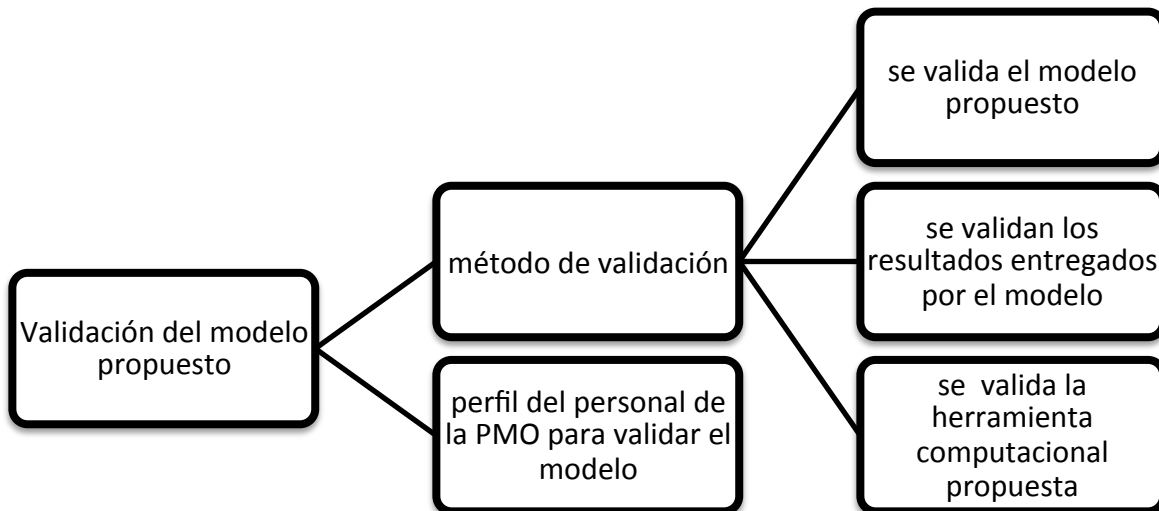 Validación del modelo
propuesto
método de validación
perfil del personal de
la PMO para validar el
modelo
se valida el modelo
propuesto
se validan los
resultados entregados
por el modelo
se  valida la
herramienta
computacional
propuesta